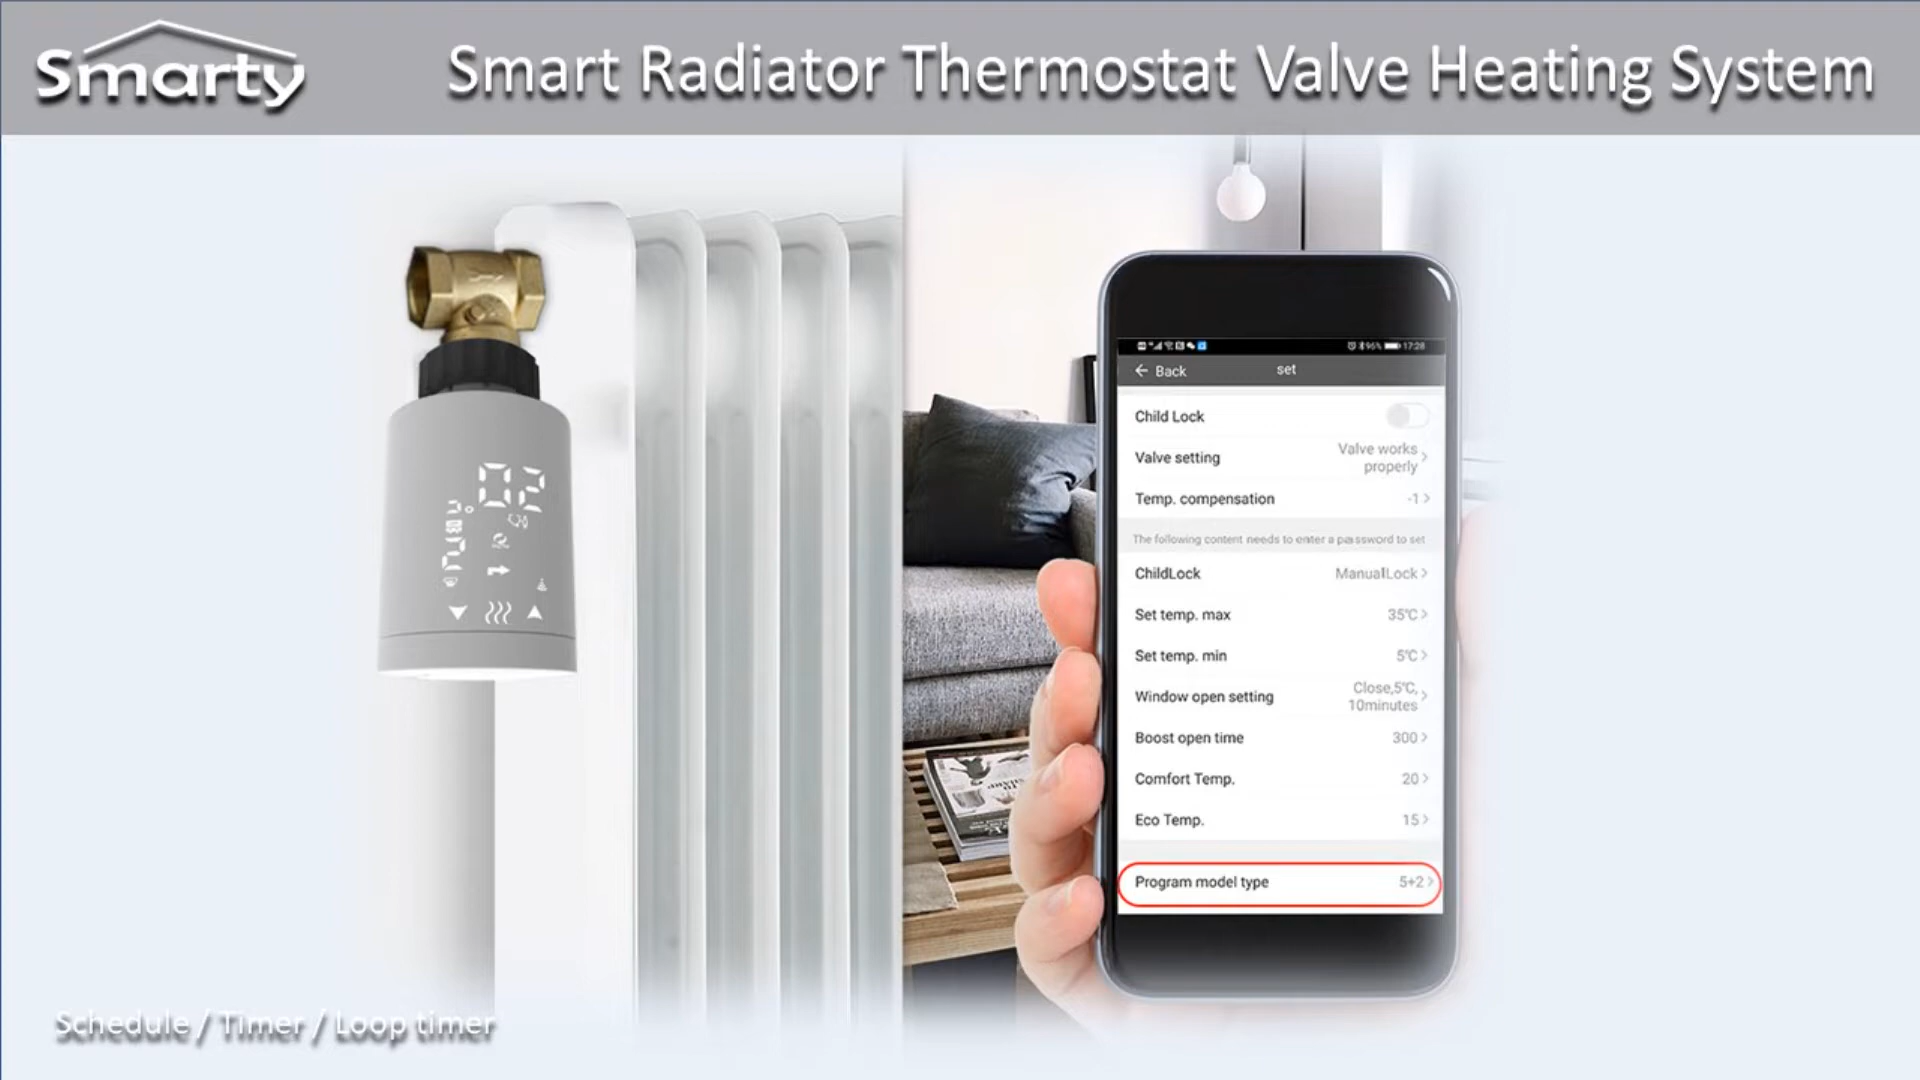 Smarty
Smart Radiator Thermostat Valve Heating System
96% 17:28
← Back set
Child Lock
Valve setting Valve works
properly >
Temp. compensation -1 >
The following content needs to enter a password to set
ChildLock ManualLock >
Set temp. max 35℃ >
Set temp. min 5℃ >
Window open setting Close,5℃,
10minutes >
Boost open time 300 >
Comfort Temp. 20 >
Eco Temp. 15 >
Program model type 5+2 >
Schedule / Timer / Loop timer